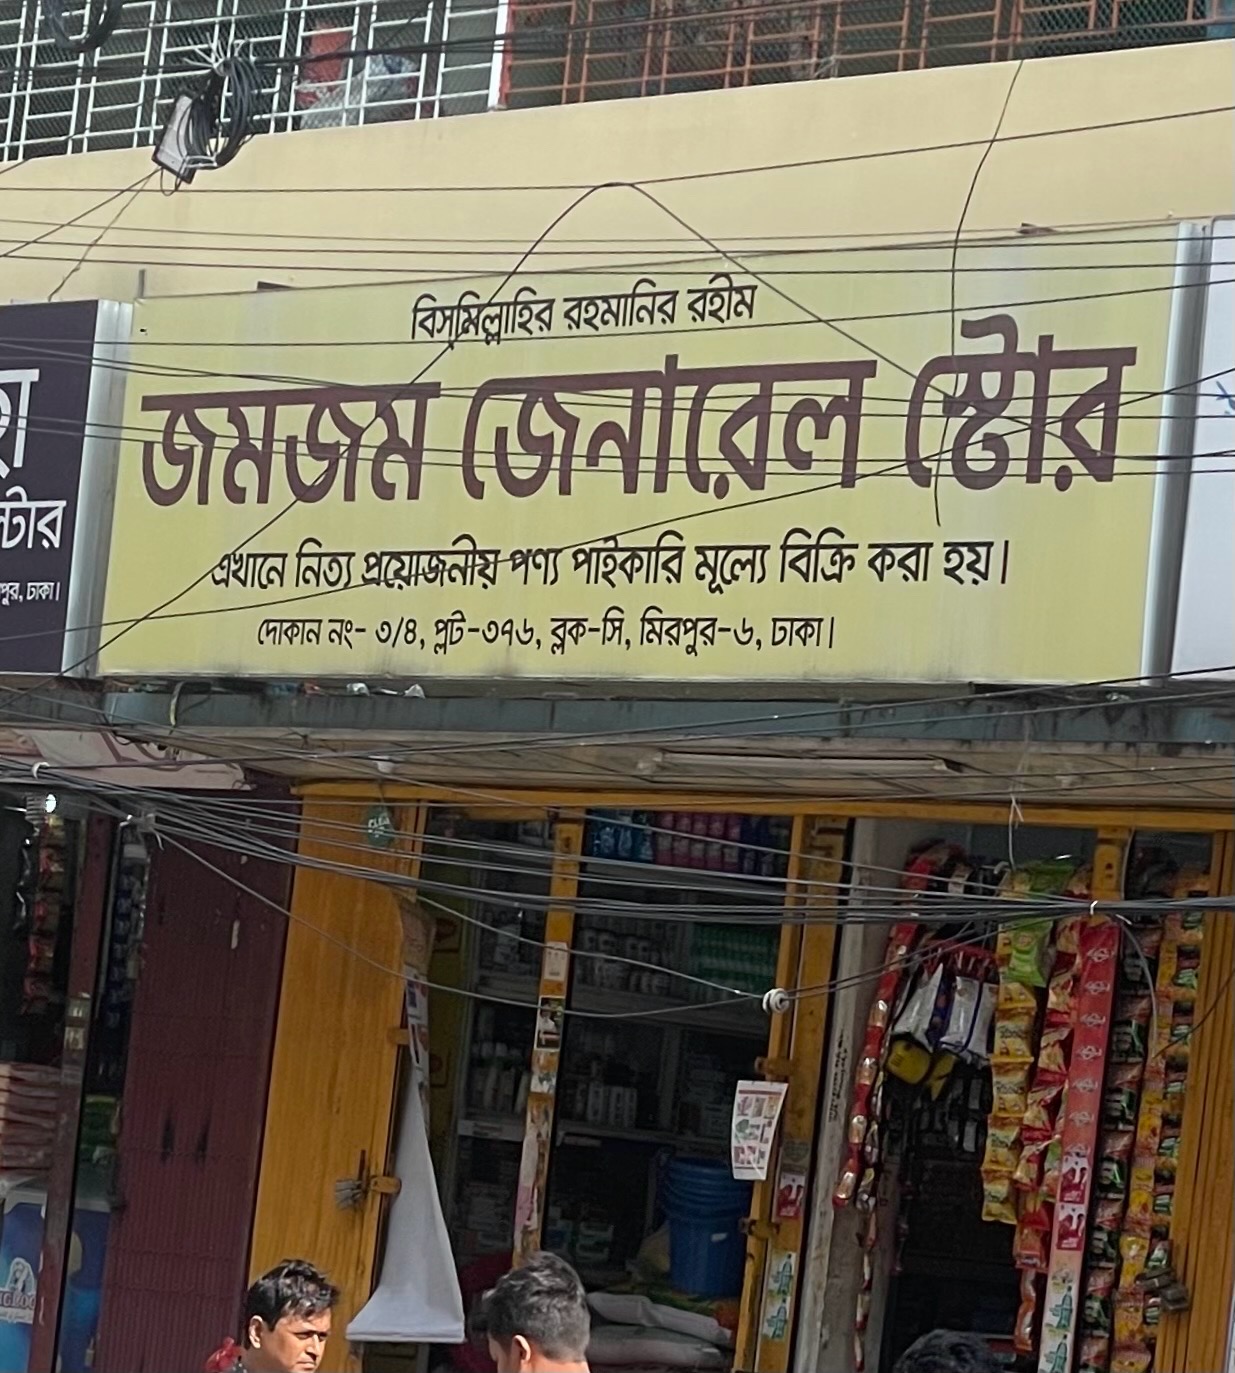 বিসমিল্লাহির রহমানির রহীম
জমজম জেনারেল স্টোর
এখানে নিত্য প্রয়োজনীয় পণ্য পাইকারি মূল্যে বিক্রি করা হয়।
দোকান নং- ৩/৪, প্লট-৩৭৬, ব্লক-সি, মিরপুর-৬, ঢাকা।
ঢাকা।